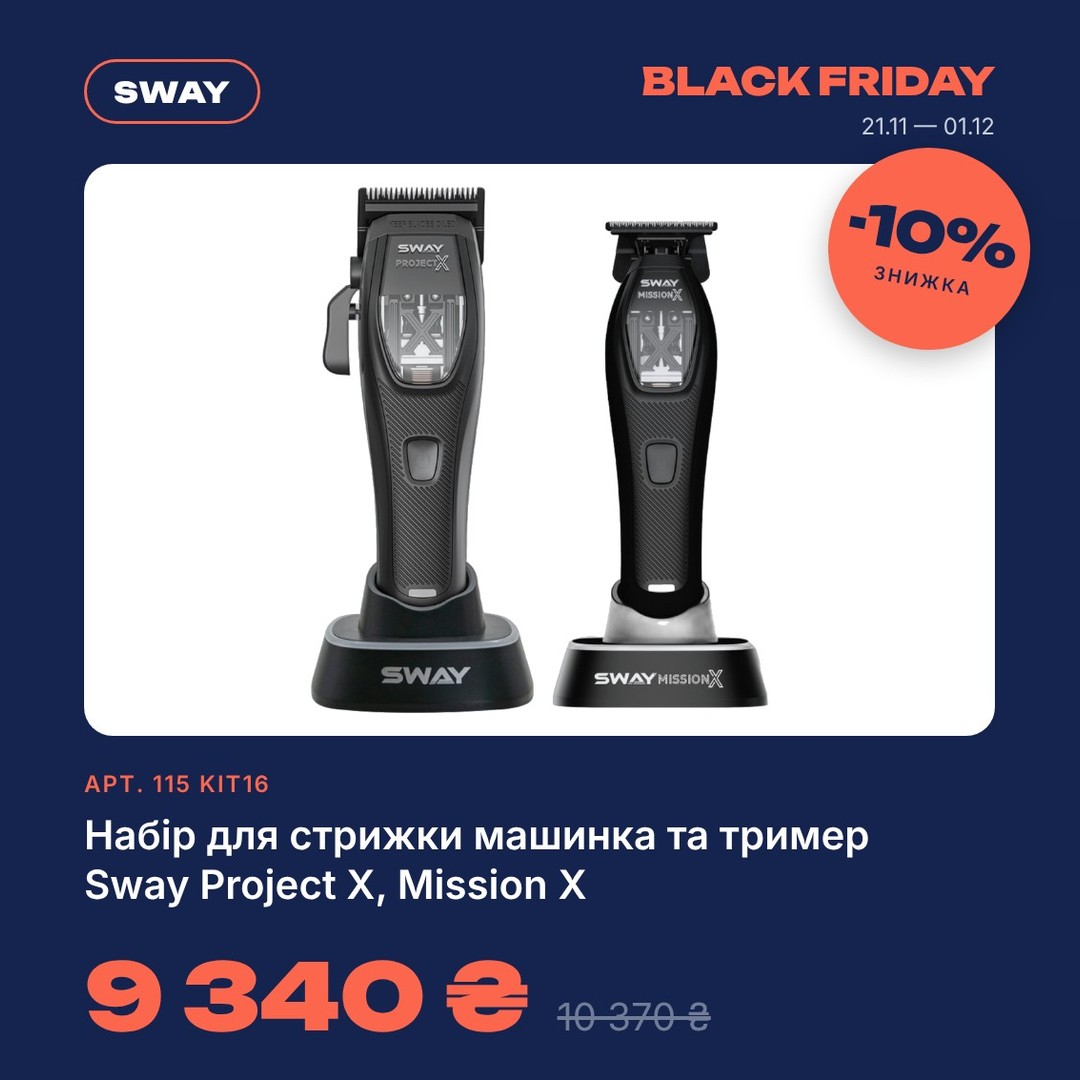 SWAY
BLACK FRIDAY
21.11 — 01.12
-10%
ЗНИЖКА
SWAY
PROJECT X
SWAY
MISSION X
SWAY
SWAY MISSION X
АРТ. 115 KIT16
Набір для стрижки машинка та тример
Sway Project X, Mission X
9 340 ₴
10 370 ₴